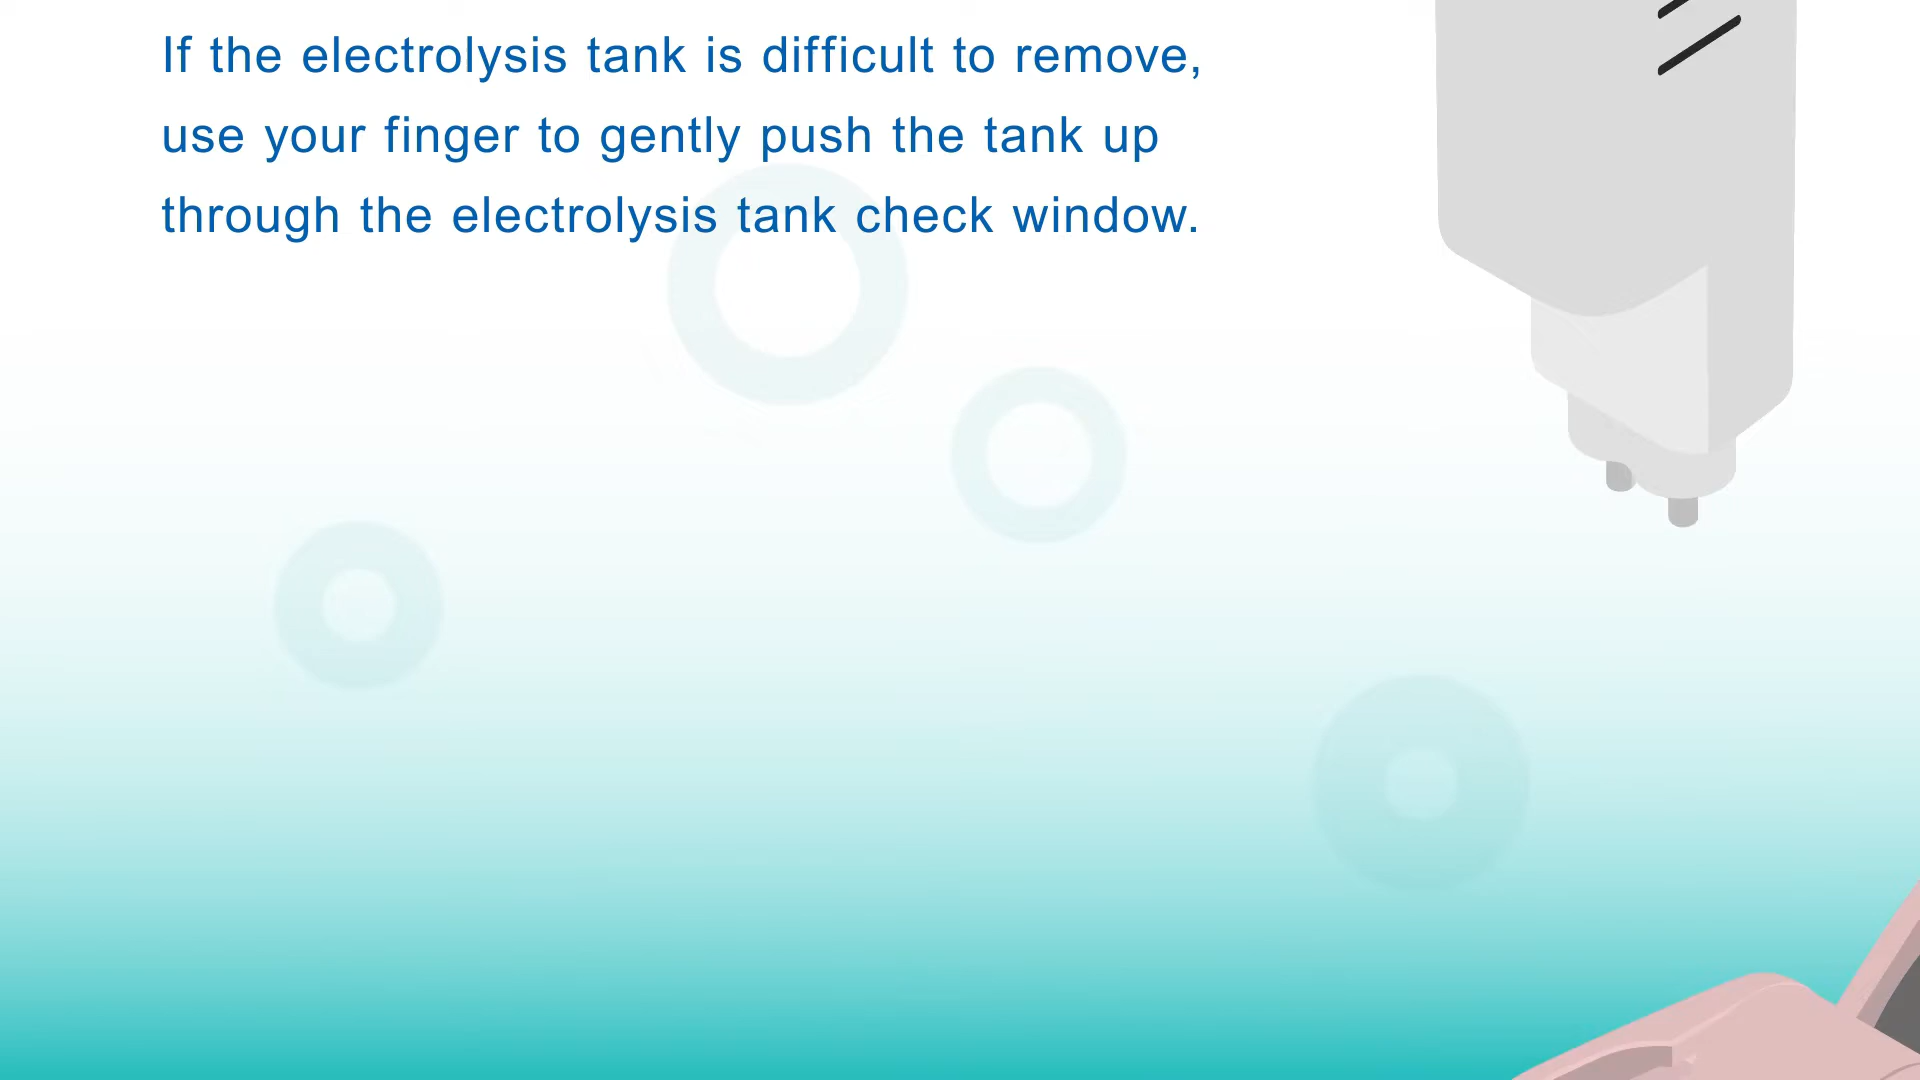 If the electrolysis tank is difficult to remove,
use your finger to gently push the tank up
through the electrolysis tank check window.